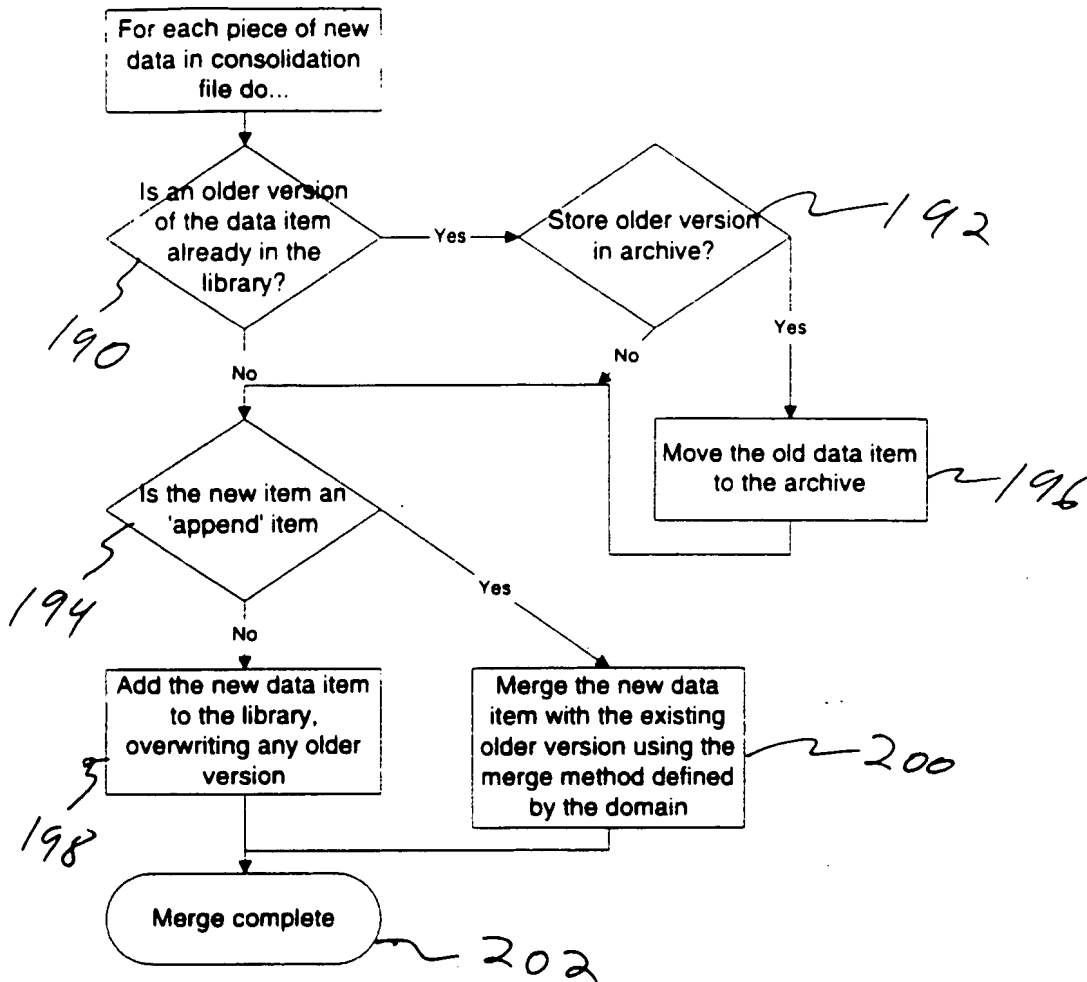 For each piece of new
data in consolidation
file do...
Is an older version
of the data item
already in the
library?
190
Yes
Store older version
in archive?
192
Yes
No
No
Move the old data item
to the archive
196
Is the new item an
'append' item
194
Yes
No
Add the new data item
to the library,
overwriting any older
version
198
Merge the new data
item with the existing
older version using the
merge method defined
by the domain
200
Merge complete
202